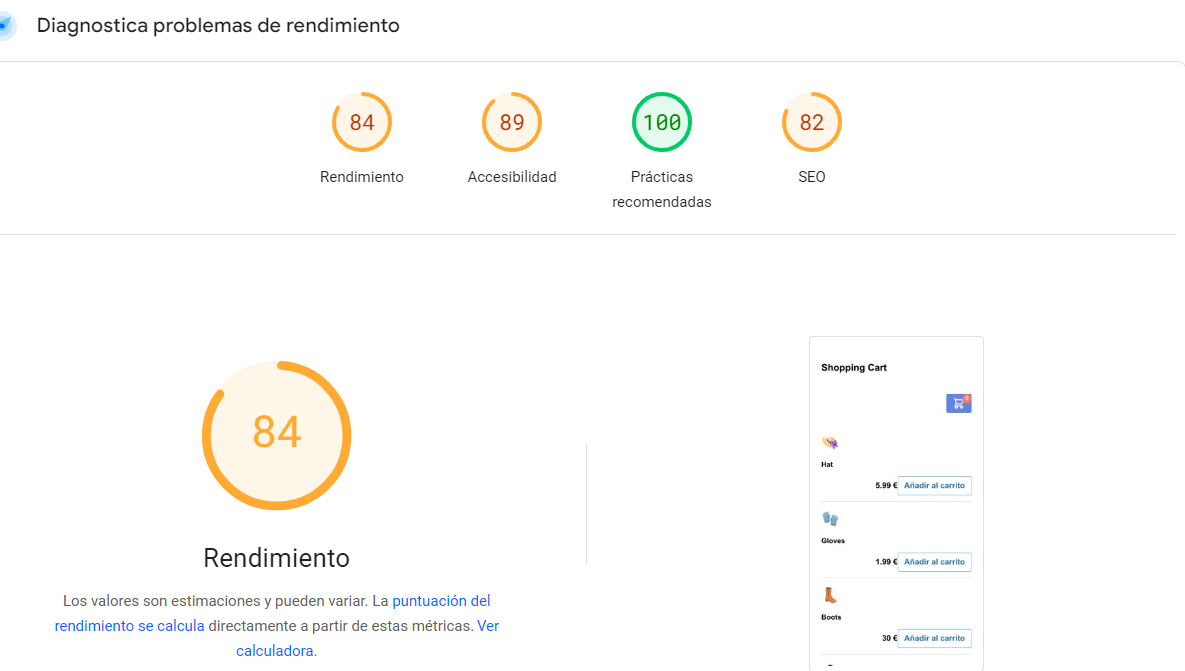 Diagnostica problemas de rendimiento
84
89
100
82
Rendimiento
Accesibilidad
Prácticas
recomendadas
SEO
84
Rendimiento
Los valores son estimaciones y pueden variar. La puntuación del
rendimiento se calcula directamente a partir de estas métricas. Ver
calculadora.
Shopping Cart
Hat
5.99 € Añadir al carrito
Gloves
1.99 € Añadir al carrito
Boots
30 € Añadir al carrito